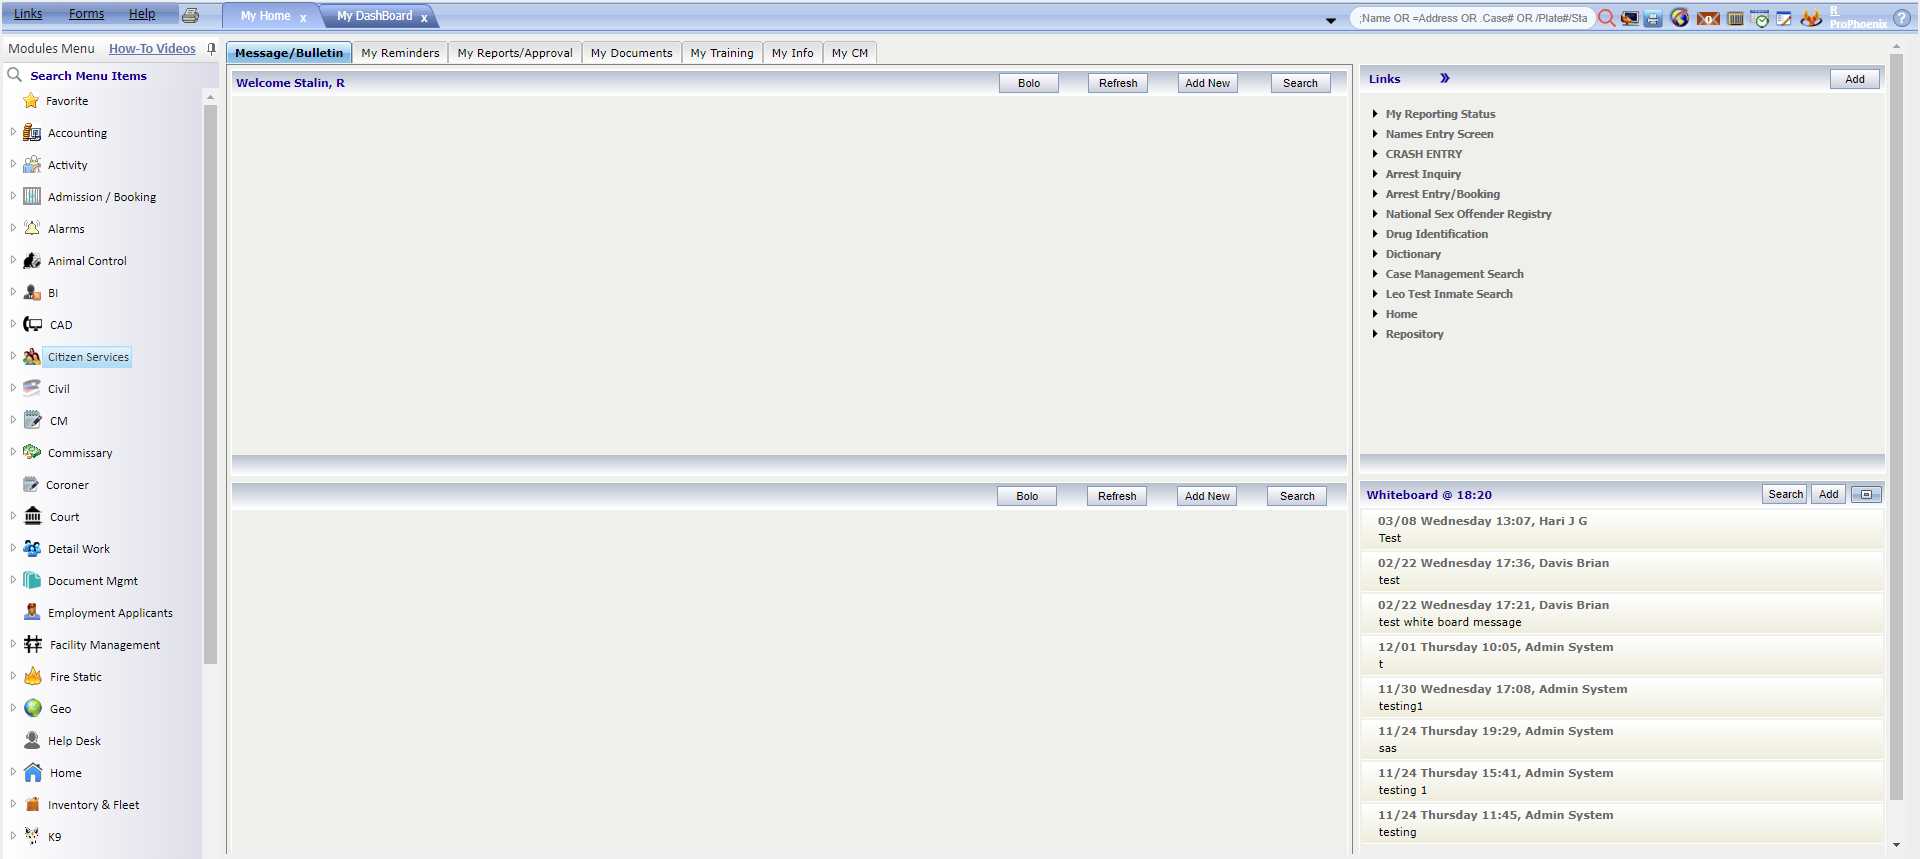 Links Forms Help My Home x My DashBoard x ;Name OR =Address OR .Case# OR /Plate#/Sta R ProPhoenix ?
Modules Menu How-To Videos
Search Menu Items
Favorite
Accounting
Activity
Admission / Booking
Alarms
Animal Control
BI
CAD
Citizen Services
Civil
CM
Commissary
Coroner
Court
Detail Work
Document Mgmt
Employment Applicants
Facility Management
Fire Static
Geo
Help Desk
Home
Inventory & Fleet
K9
Message/Bulletin My Reminders My Reports/Approval My Documents My Training My Info My CM
Welcome Stalin, R Bolo Refresh Add New Search
Bolo Refresh Add New Search
Links Add
My Reporting Status
Names Entry Screen
CRASH ENTRY
Arrest Inquiry
Arrest Entry/Booking
National Sex Offender Registry
Drug Identification
Dictionary
Case Management Search
Leo Test Inmate Search
Home
Repository
Whiteboard @ 18:20 Search Add
03/08 Wednesday 13:07, Hari J G
Test
02/22 Wednesday 17:36, Davis Brian
test
02/22 Wednesday 17:21, Davis Brian
test white board message
12/01 Thursday 10:05, Admin System
t
11/30 Wednesday 17:08, Admin System
testing1
11/24 Thursday 19:29, Admin System
sas
11/24 Thursday 15:41, Admin System
testing 1
11/24 Thursday 11:45, Admin System
testing